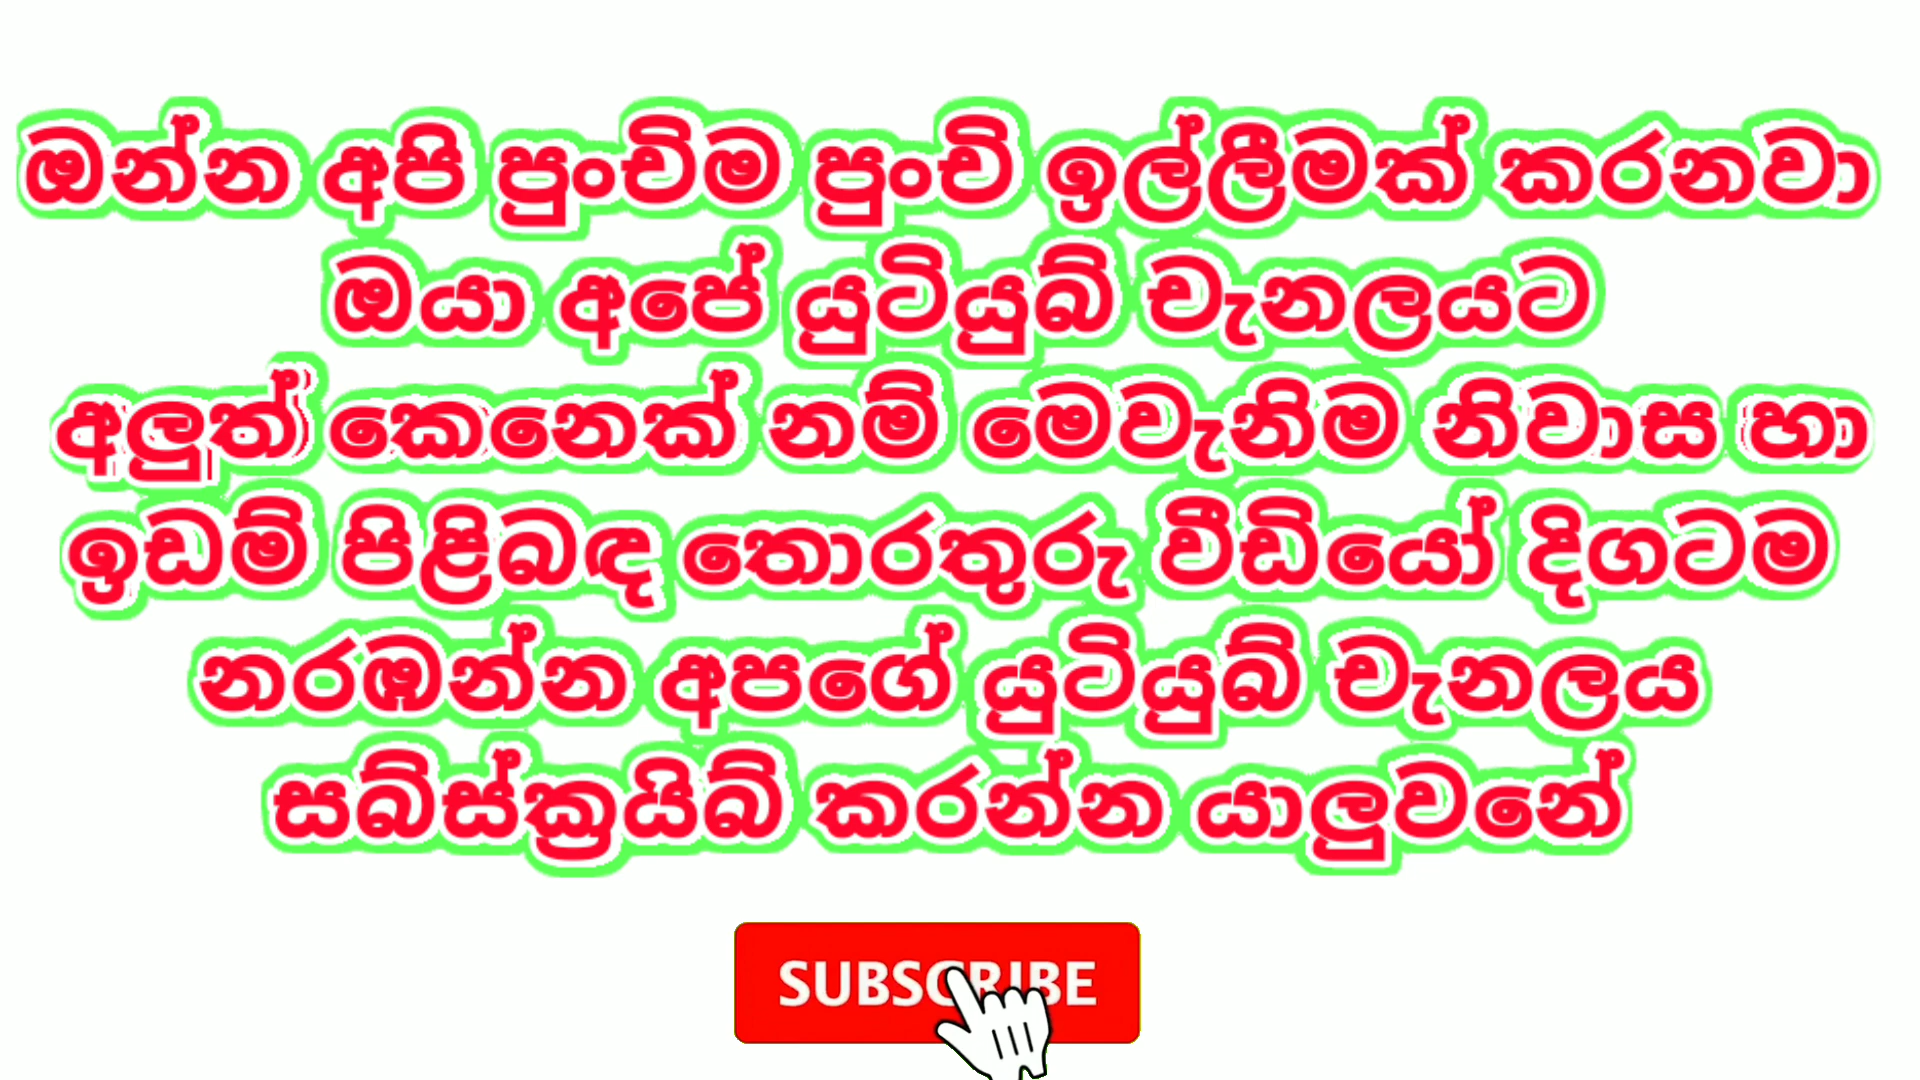 ඔන්න අපි පුංචිම පුංචි ඉල්ලීමක් කරනවා
ඔයා අපේ යුටියුබ් චැනලයට
අලුත් කෙනෙක් නම් මෙවැනිම නිවාස හා
ඉඩම් පිළිබඳ තොරතුරු වීඩියෝ දිගටම
නරඹන්න අපගේ යුටියුබ් චැනලය
සබ්ස්ක්‍රයිබ් කරන්න යාලුවනේ
SUBSCRIBE